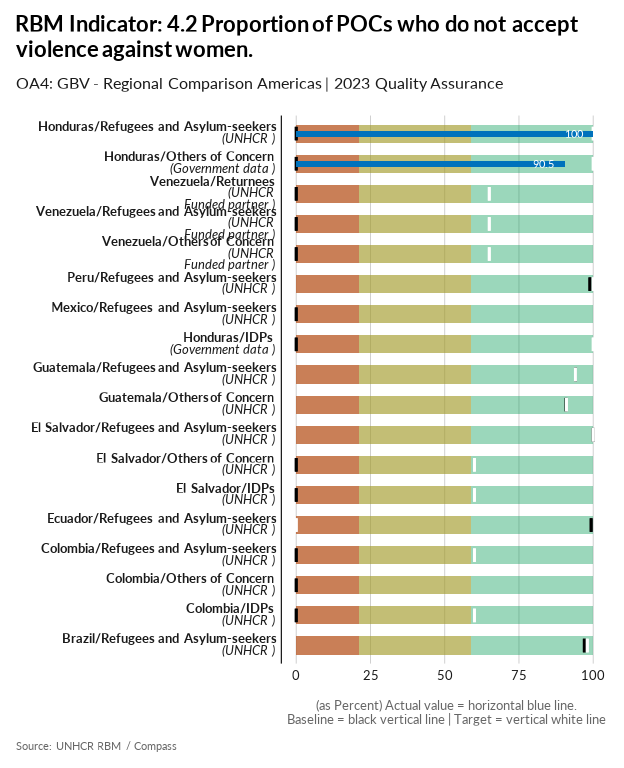 RBM Indicator: 4.2 Proportion of POCs who do not accept
violence against women.
OA4: GBV - Regional Comparison Americas | 2023 Quality Assurance
Honduras/Refugees and Asylum-seekers
(UNHCR )
100
Honduras/Others of Concern
(Government data )
90.5
Venezuela/Returnees
(UNHCR
Funded partner )
Venezuela/Refugees and Asylum-seekers
(UNHCR
Funded partner )
Venezuela/Others of Concern
(UNHCR
Funded partner )
Peru/Refugees and Asylum-seekers
(UNHCR )
Mexico/Refugees and Asylum-seekers
(UNHCR )
Honduras/IDPs
(Government data )
Guatemala/Refugees and Asylum-seekers
(UNHCR )
Guatemala/Others of Concern
(UNHCR )
El Salvador/Refugees and Asylum-seekers
(UNHCR )
El Salvador/Others of Concern
(UNHCR )
El Salvador/IDPs
(UNHCR )
Ecuador/Refugees and Asylum-seekers
(UNHCR )
Colombia/Refugees and Asylum-seekers
(UNHCR )
Colombia/Others of Concern
(UNHCR )
Colombia/IDPs
(UNHCR )
Brazil/Refugees and Asylum-seekers
(UNHCR )
0 25 50 75 100
(as Percent) Actual value = horizontal blue line.
Baseline = black vertical line | Target = vertical white line
Source: UNHCR RBM / Compass